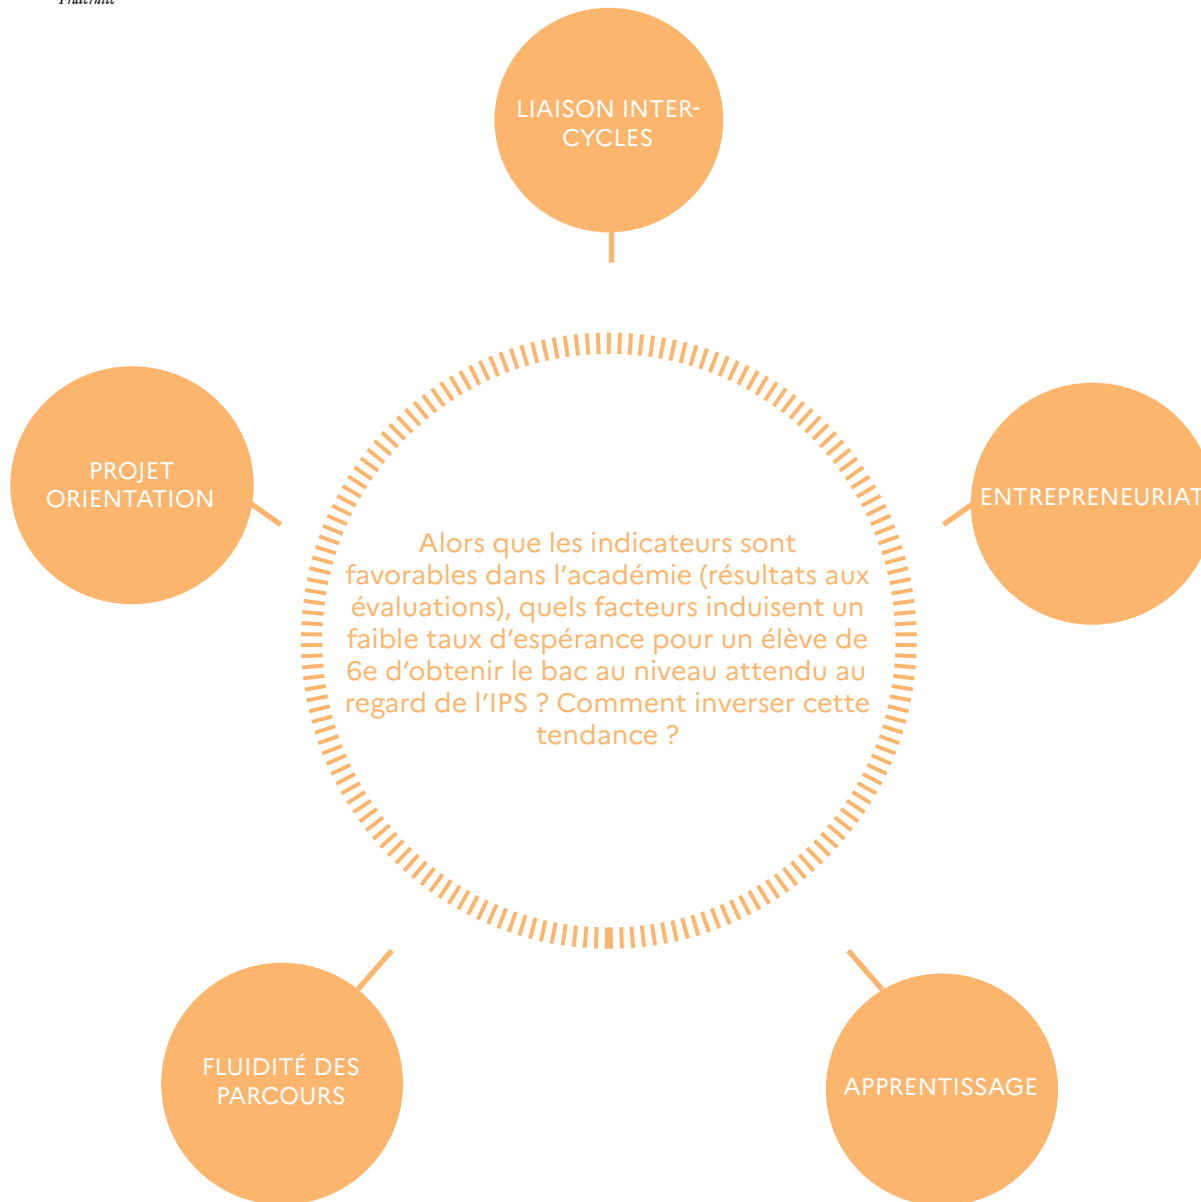 Fraternité
LIAISON INTER-
CYCLES
PROJET
ORIENTATION
ENTREPRENEURIAT
Alors que les indicateurs sont
favorables dans l’académie (résultats aux
évaluations), quels facteurs induisent un
faible taux d’espérance pour un élève de
6e d’obtenir le bac au niveau attendu au
regard de l’IPS ? Comment inverser cette
tendance ?
FLUIDITÉ DES
PARCOURS
APPRENTISSAGE